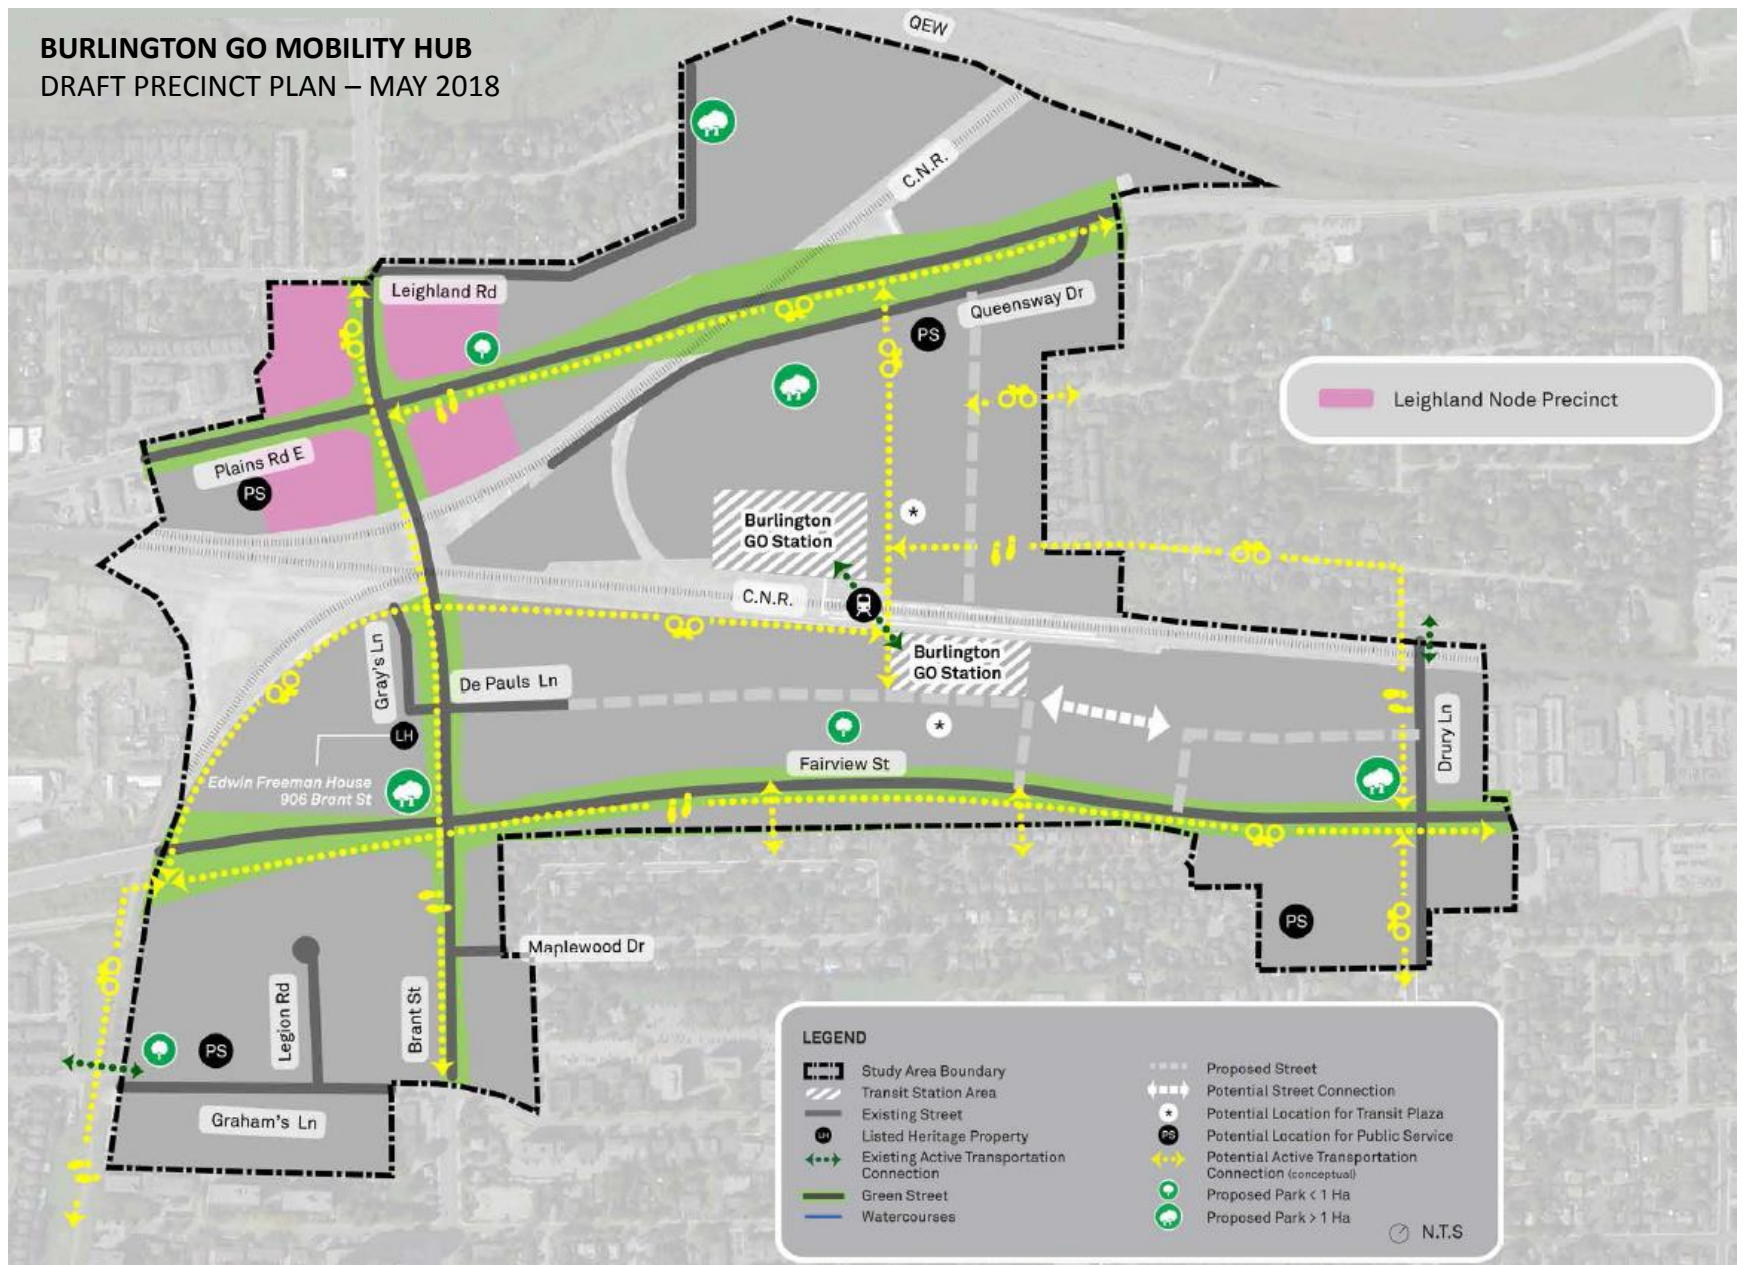 BURLINGTON GO MOBILITY HUB
DRAFT PRECINCT PLAN – MAY 2018
QEW
C.N.R.
Leighland Rd
Queensway Dr
PS
Leighland Node Precinct
Plains Rd E
PS
Burlington
GO Station
*
C.N.R.
Burlington
GO Station
Gray's Ln
De Pauls Ln
LH
*
Drury Ln
Edwin Freeman House
906 Brant St
Fairview St
PS
Maplewood Dr
Legion Rd
Brant St
PS
Graham's Ln
LEGEND
Study Area Boundary
Transit Station Area
Existing Street
LH Listed Heritage Property
Existing Active Transportation
Connection
Green Street
Watercourses
Proposed Street
Potential Street Connection
* Potential Location for Transit Plaza
PS Potential Location for Public Service
Potential Active Transportation
Connection (conceptual)
Proposed Park < 1 Ha
Proposed Park > 1 Ha
N.T.S